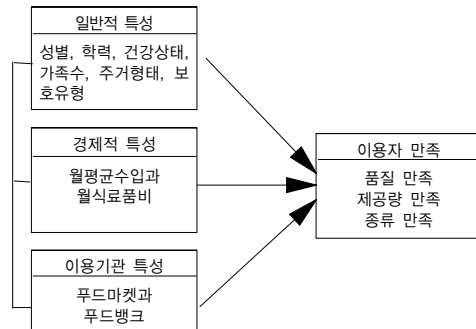 일반적 특성
성별, 학력, 건강상태,
가족수, 주거형태, 보
호유형
경제적 특성
월평균수입과
월식료품비
이용기관 특성
푸드마켓과
푸드뱅크
이용자 만족
품질 만족
제공량 만족
종류 만족